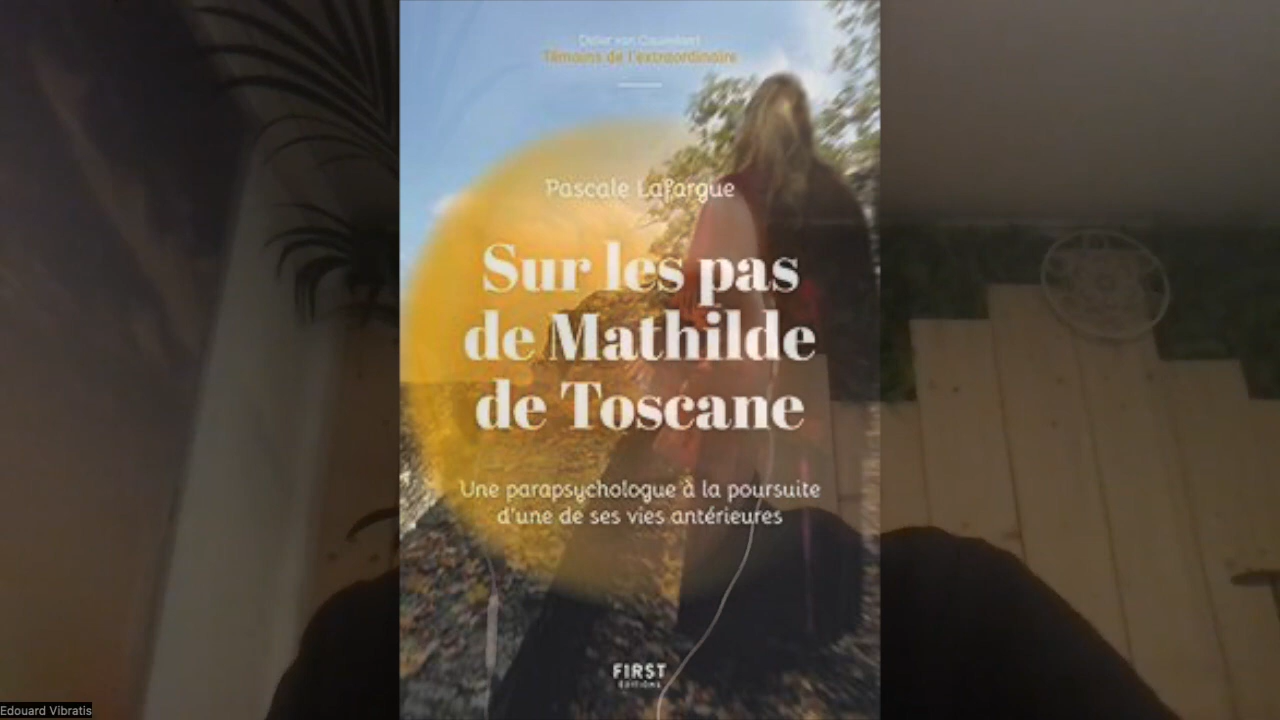 Didier van Cauwelaert
Témoins de l'extraordinaire
Pascale Lafargue
Sur les pas
de Mathilde
de Toscane
Une parapsychologue à la poursuite
d'une de ses vies antérieures
FIRST
ÉDITIONS
Edouard Vibratis